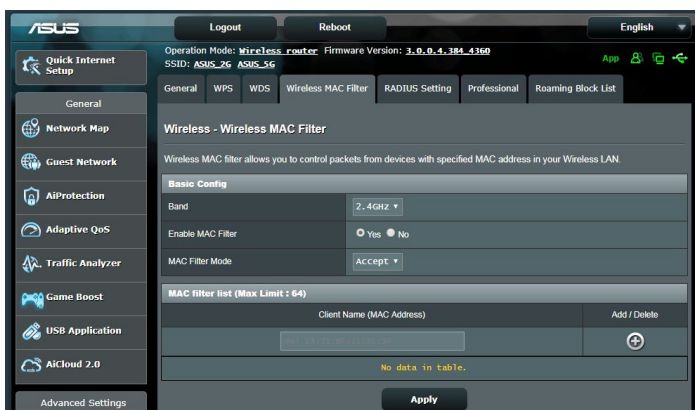 ASUS
Logout
Reboot
English
Quick Internet Setup
Operation Mode: Wireless router Firmware Version: 3.0.0.4.384_4360
SSID: ASUS_2G ASUS_5G
App
General
WPS
WDS
Wireless MAC Filter
RADIUS Setting
Professional
Roaming Block List
General
Network Map
Guest Network
AiProtection
Adaptive QoS
Traffic Analyzer
Game Boost
USB Application
AiCloud 2.0
Advanced Settings
Wireless - Wireless MAC Filter
Wireless MAC filter allows you to control packets from devices with specified MAC address in your Wireless LAN.
Basic Config
Band
2.4GHz
Enable MAC Filter
Yes No
MAC Filter Mode
Accept
MAC filter list (Max Limit : 64)
Client Name (MAC Address)
Add / Delete
No data in table.
Apply